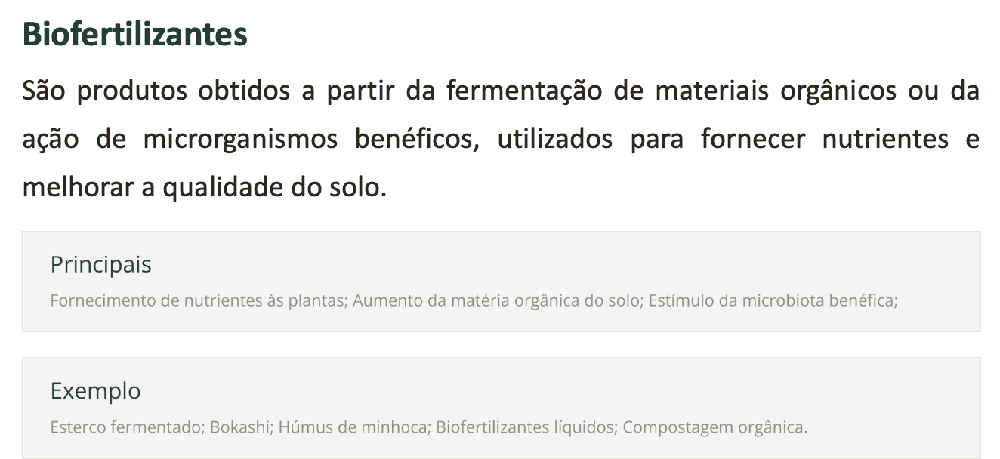 Biofertilizantes
São produtos obtidos a partir da fermentação de materiais orgânicos ou da
ação de microrganismos benéficos, utilizados para fornecer nutrientes e
melhorar a qualidade do solo.
Principais
Fornecimento de nutrientes às plantas; Aumento da matéria orgânica do solo; Estímulo da microbiota benéfica;
Exemplo
Esterco fermentado; Bokashi; Húmus de minhoca; Biofertilizantes líquidos; Compostagem orgânica.